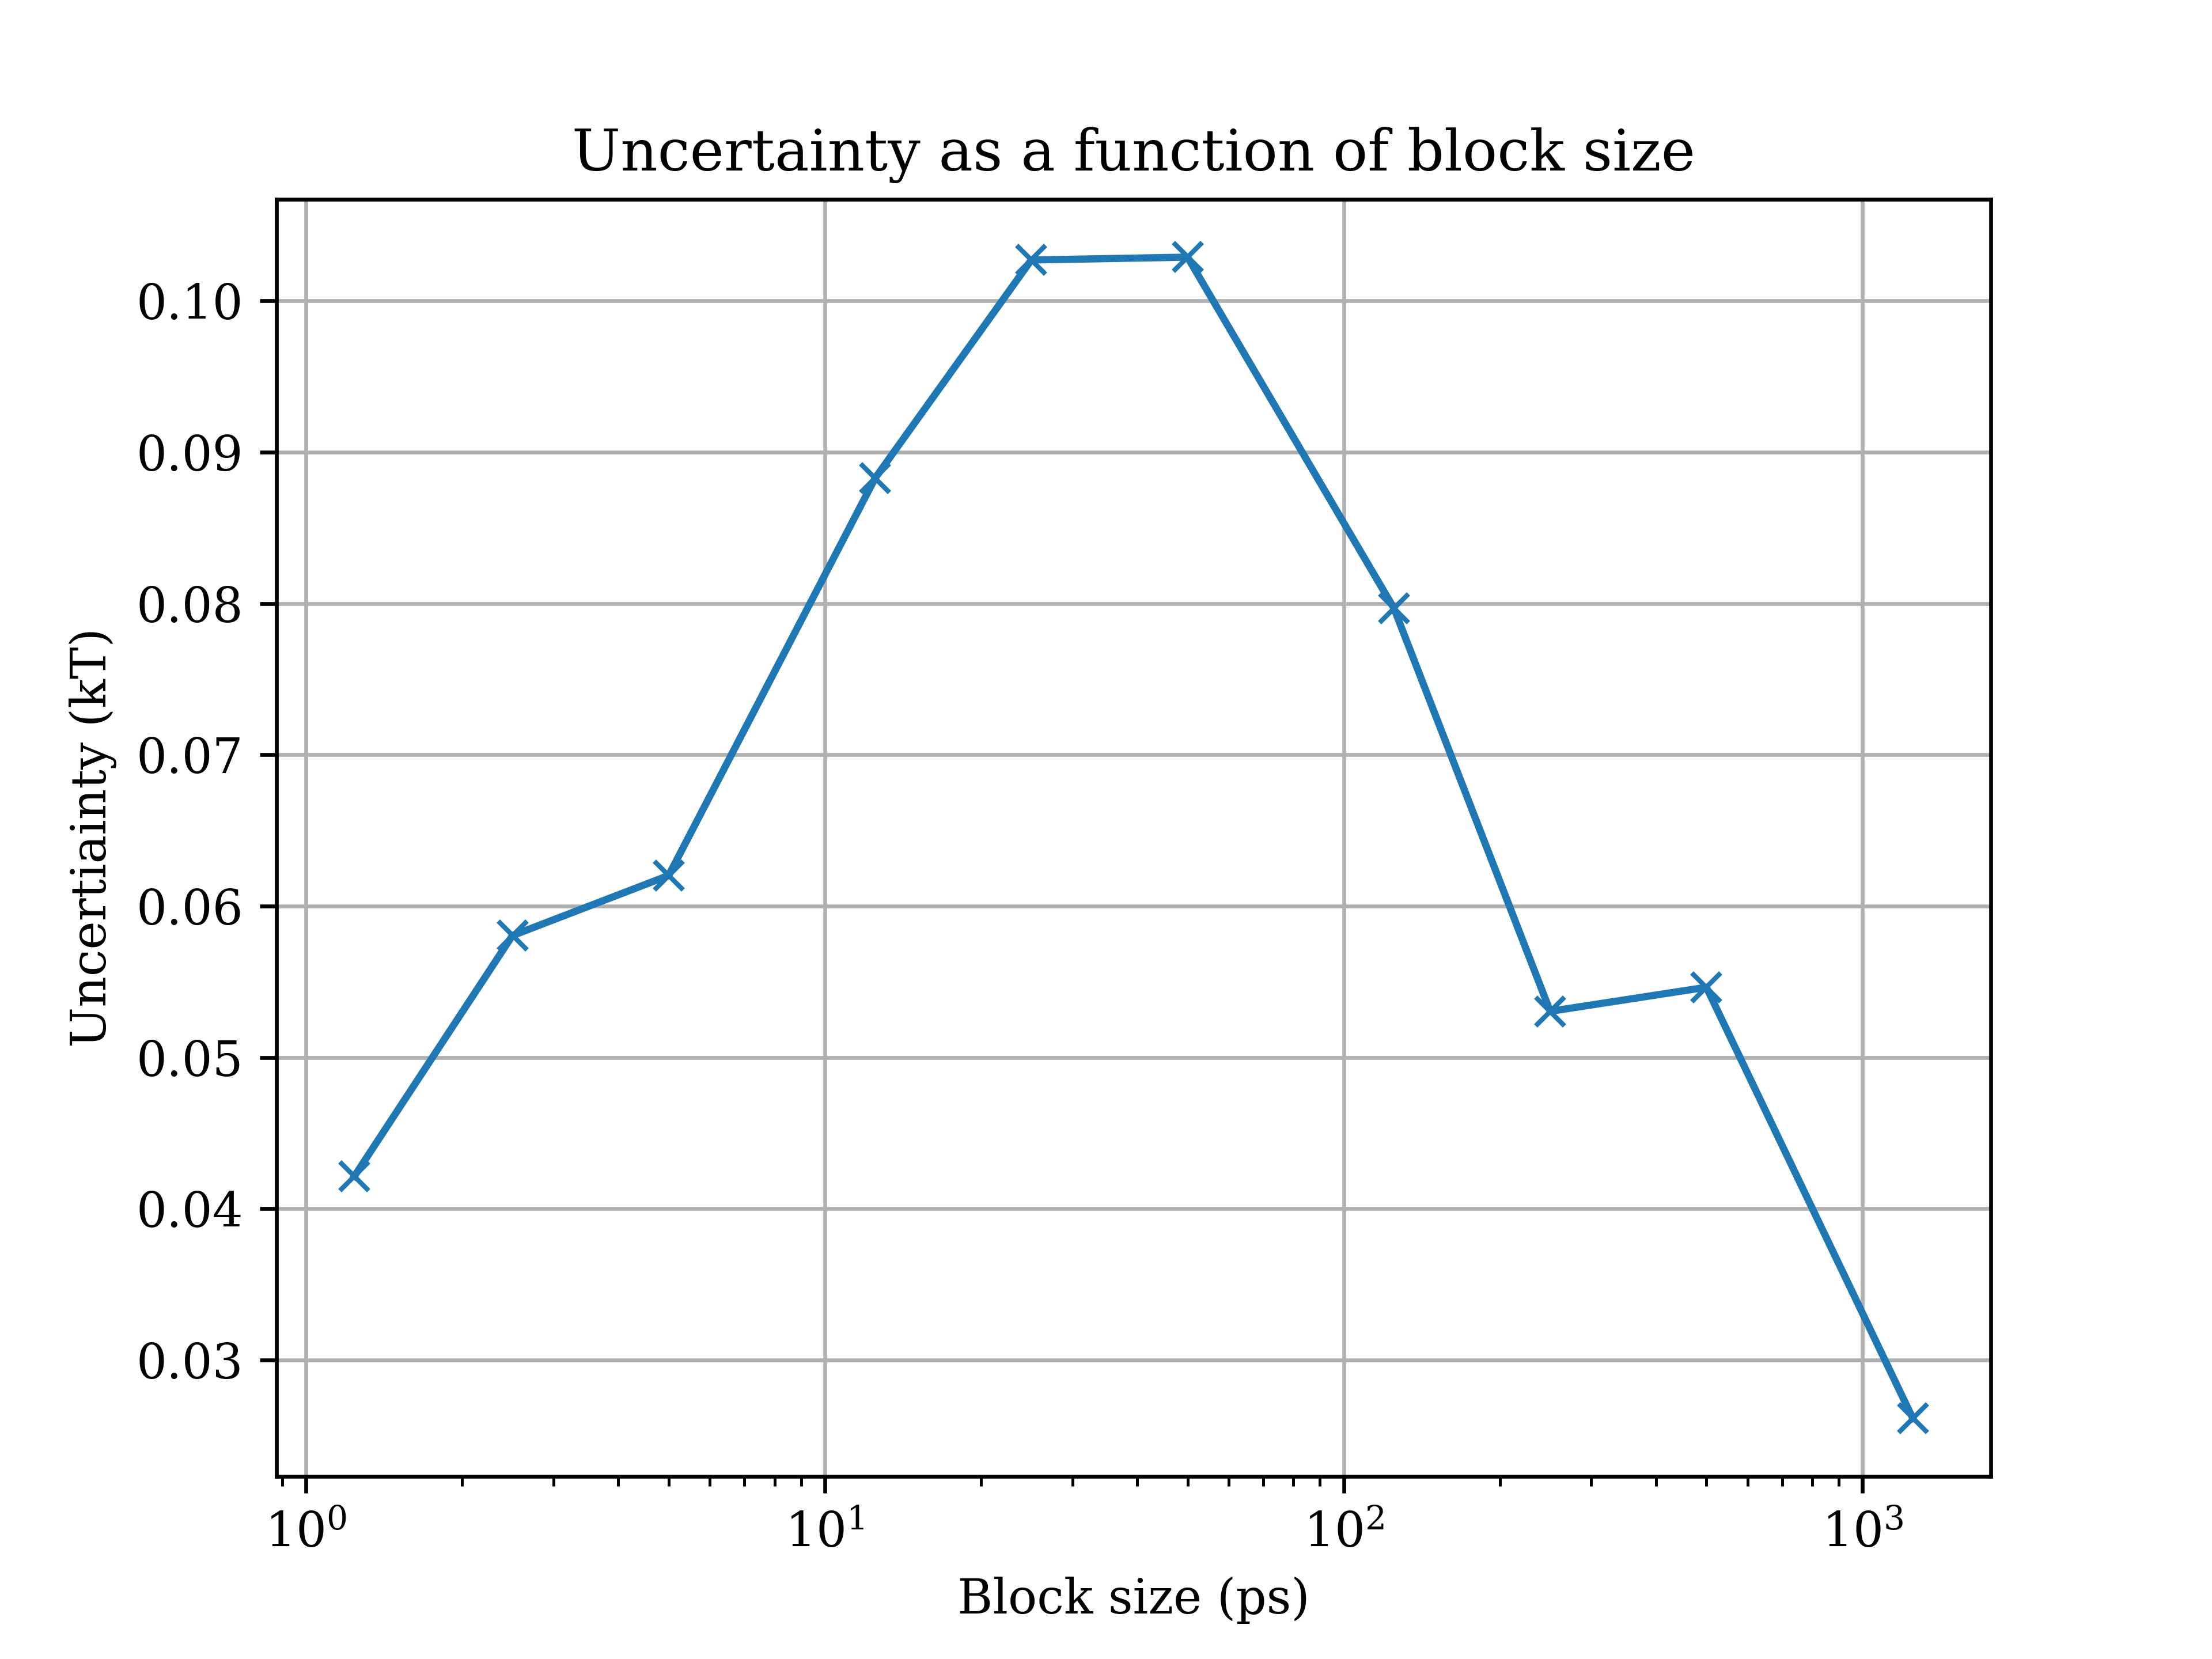 Uncertainty as a function of block size
Uncertiainty (kT)
0.10
0.09
0.08
0.07
0.06
0.05
0.04
0.03
10⁰ 10¹ 10² 10³
Block size (ps)